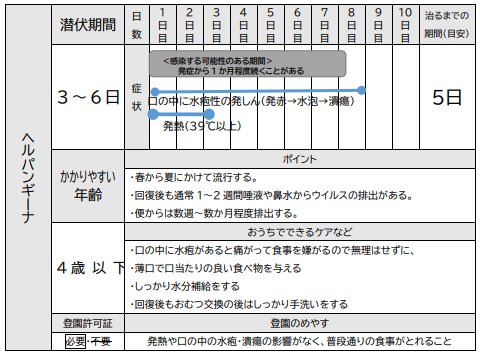 ヘルパンギーナ
潜伏期間
日数
1日目
2日目
3日目
4日目
5日目
6日目
7日目
8日目
9日目
10日目
治るまでの
期間(目安)
3～6日
症状
＜感染する可能性のある期間＞
発症から1か月程度続くことがある
口の中に水疱性の発しん(発赤→水泡→潰瘍)
発熱(39℃以上)
5日
かかりやすい
年齢
ポイント
・春から夏にかけて流行する。
・回復後も通常1～2週間唾液や鼻水からウイルスの排出がある。
・便からは数週～数か月程度排出する。
4歳以下
おうちでできるケアなど
・口の中に水疱があると痛がって食事を嫌がるので無理はせずに、
・薄口で口当たりの良い食べ物を与える
・しっかり水分補給をする
・回復後もおむつ交換の後はしっかり手洗いをする
登園許可証
登園のめやす
必要・不要
発熱や口の中の水疱・潰瘍の影響がなく、普段通りの食事がとれること